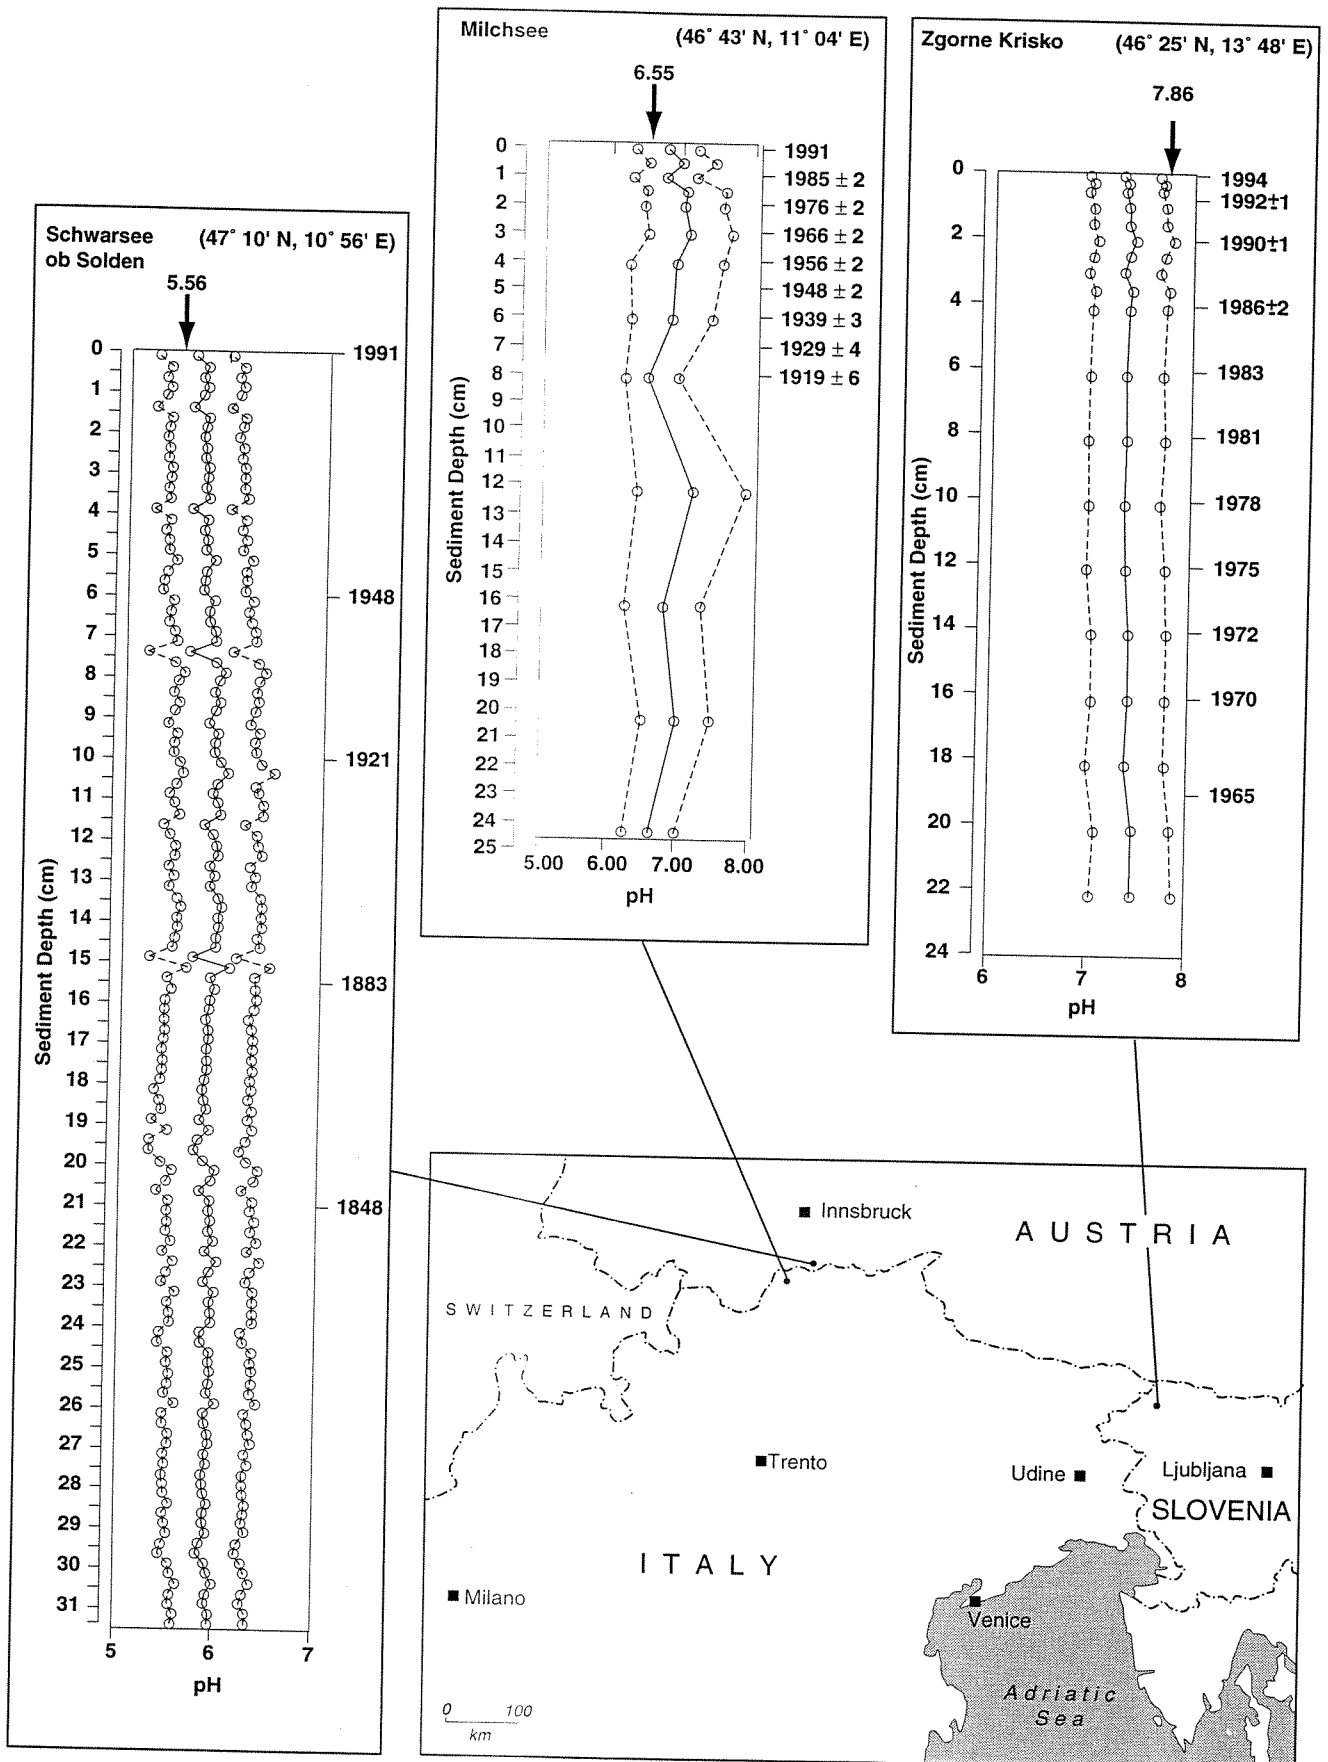 Milchsee (46° 43' N, 11° 04' E)
6.55
0
1
2
3
4
5
6
7
8
9
10
11
12
13
14
15
16
17
18
19
20
21
22
23
24
25
Sediment Depth (cm)
1991
1985 ± 2
1976 ± 2
1966 ± 2
1956 ± 2
1948 ± 2
1939 ± 3
1929 ± 4
1919 ± 6
5.00 6.00 7.00 8.00
pH
Zgorne Krisko (46° 25' N, 13° 48' E)
7.86
0
2
4
6
8
10
12
14
16
18
20
22
24
Sediment Depth (cm)
1994
1992±1
1990±1
1986±2
1983
1981
1978
1975
1972
1970
1965
6 7 8
pH
Schwarsee (47° 10' N, 10° 56' E)
ob Solden
5.56
0
1
2
3
4
5
6
7
8
9
10
11
12
13
14
15
16
17
18
19
20
21
22
23
24
25
26
27
28
29
30
31
Sediment Depth (cm)
1991
1948
1921
1883
1848
5 6 7
pH
Innsbruck
AUSTRIA
SWITZERLAND
Trento
Udine
Ljubljana
SLOVENIA
ITALY
Milano
Venice
Adriatic
Sea
0 100
km